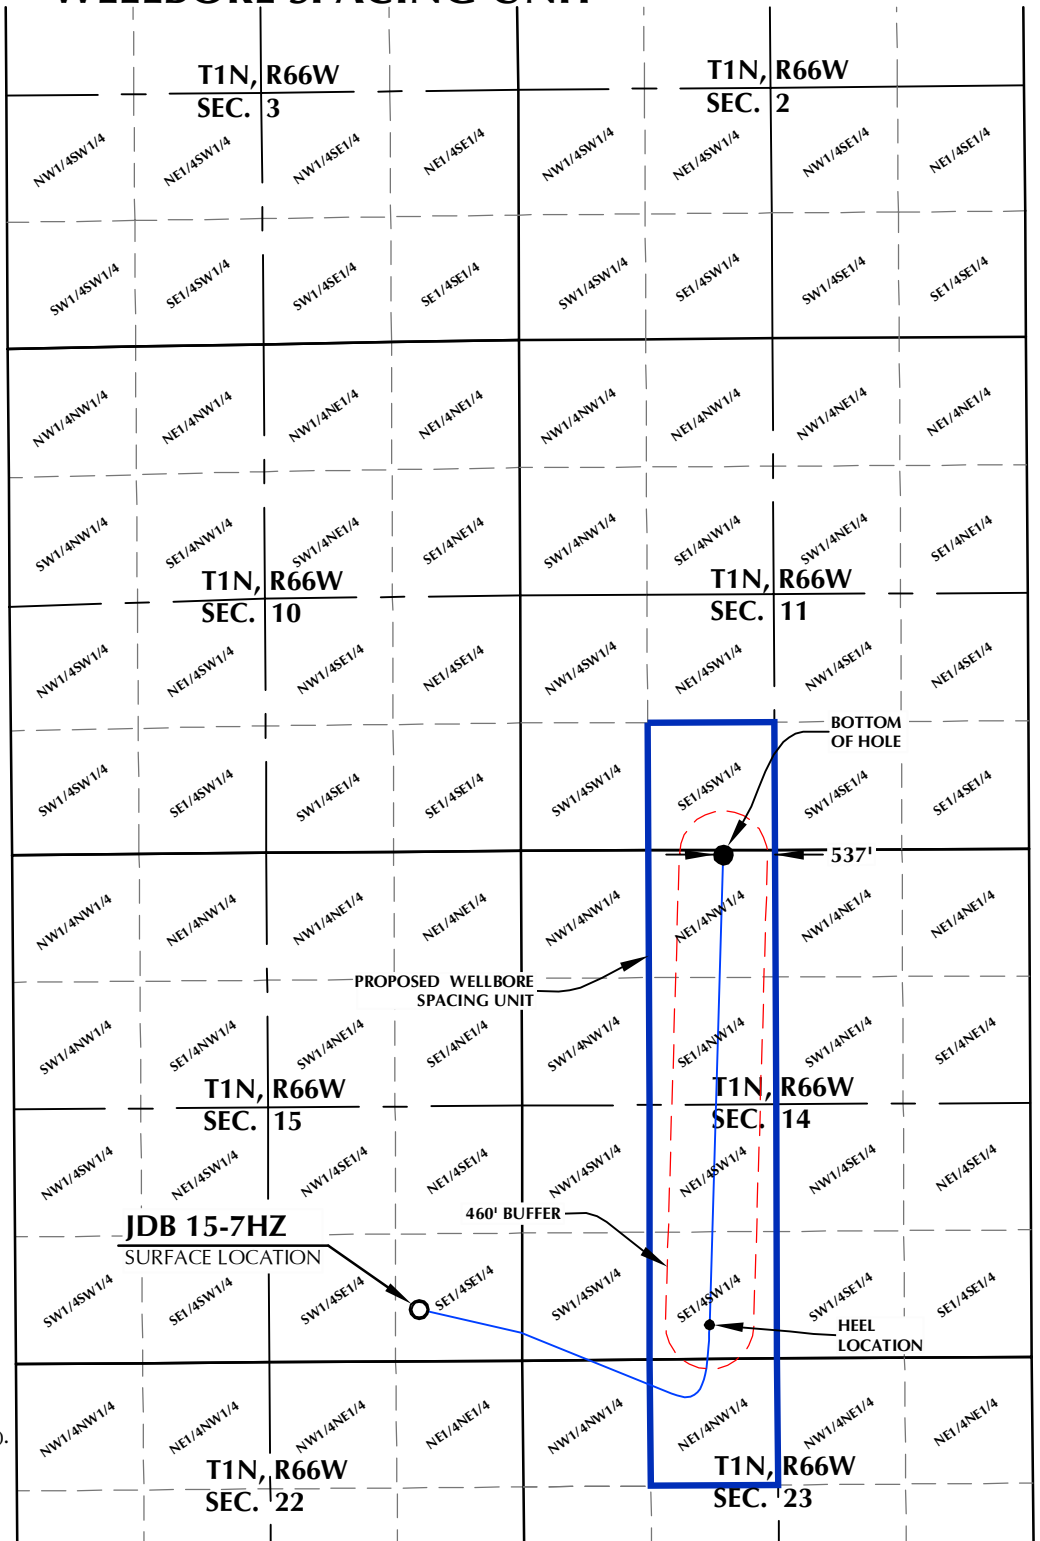 WELLBORE SPACING UNIT
T1N, R66W
SEC. 3
T1N, R66W
SEC. 2
NW1/4SW1/4
NE1/4SW1/4
NW1/4SE1/4
NE1/4SE1/4
NW1/4SW1/4
NE1/4SW1/4
NW1/4SE1/4
NE1/4SE1/4
SW1/4SW1/4
SE1/4SW1/4
SW1/4SE1/4
SE1/4SE1/4
SW1/4SW1/4
SE1/4SW1/4
SW1/4SE1/4
SE1/4SE1/4
NW1/4NW1/4
NE1/4NW1/4
NW1/4NE1/4
NE1/4NE1/4
NW1/4NW1/4
NE1/4NW1/4
NW1/4NE1/4
NE1/4NE1/4
SW1/4NW1/4
SE1/4NW1/4
SW1/4NE1/4
SE1/4NE1/4
SW1/4NW1/4
SE1/4NW1/4
SW1/4NE1/4
SE1/4NE1/4
T1N, R66W
SEC. 10
T1N, R66W
SEC. 11
NW1/4SW1/4
NE1/4SW1/4
NW1/4SE1/4
NE1/4SE1/4
NW1/4SW1/4
NE1/4SW1/4
NW1/4SE1/4
NE1/4SE1/4
BOTTOM
OF HOLE
SW1/4SW1/4
SE1/4SW1/4
SW1/4SE1/4
SE1/4SE1/4
SW1/4SW1/4
SE1/4SW1/4
SW1/4SE1/4
SE1/4SE1/4
537'
NW1/4NW1/4
NE1/4NW1/4
NW1/4NE1/4
NE1/4NE1/4
NW1/4NW1/4
NE1/4NW1/4
NW1/4NE1/4
NE1/4NE1/4
PROPOSED WELLBORE
SPACING UNIT
SW1/4NW1/4
SE1/4NW1/4
SW1/4NE1/4
SE1/4NE1/4
SW1/4NW1/4
SE1/4NW1/4
SW1/4NE1/4
SE1/4NE1/4
T1N, R66W
SEC. 15
T1N, R66W
SEC. 14
NW1/4SW1/4
NE1/4SW1/4
NW1/4SE1/4
NE1/4SE1/4
NW1/4SW1/4
NE1/4SW1/4
NW1/4SE1/4
NE1/4SE1/4
460' BUFFER
JDB 15-7HZ
SURFACE LOCATION
SW1/4SW1/4
SE1/4SW1/4
SW1/4SE1/4
SE1/4SE1/4
SW1/4SW1/4
SE1/4SW1/4
SW1/4SE1/4
SE1/4SE1/4
HEEL
LOCATION
NW1/4NW1/4
NE1/4NW1/4
NW1/4NE1/4
NE1/4NE1/4
NW1/4NW1/4
NE1/4NW1/4
NW1/4NE1/4
NE1/4NE1/4
T1N, R66W
SEC. 22
T1N, R66W
SEC. 23